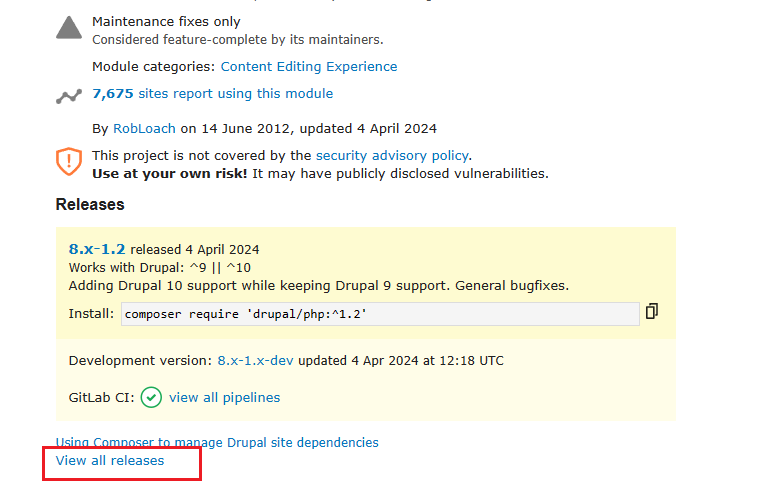 Maintenance fixes only
Considered feature-complete by its maintainers.
Module categories: Content Editing Experience
7,675 sites report using this module
By RobLoach on 14 June 2012, updated 4 April 2024
This project is not covered by the security advisory policy.
Use at your own risk! It may have publicly disclosed vulnerabilities.
Releases
8.x-1.2 released 4 April 2024
Works with Drupal: ^9 || ^10
Adding Drupal 10 support while keeping Drupal 9 support. General bugfixes.
Install: composer require 'drupal/php:^1.2'
Development version: 8.x-1.x-dev updated 4 Apr 2024 at 12:18 UTC
GitLab CI: view all pipelines
Using Composer to manage Drupal site dependencies
View all releases